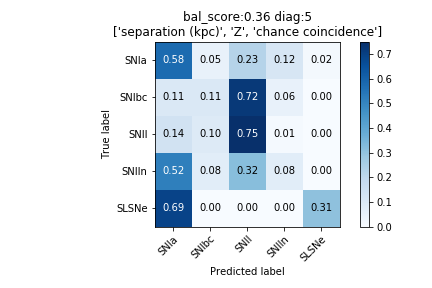 bal_score:0.36 diag:5
['separation (kpc)', 'Z', 'chance coincidence']
True label
SNIa 0.58 0.05 0.23 0.12 0.02
SNIbc 0.11 0.11 0.72 0.06 0.00
SNII 0.14 0.10 0.75 0.01 0.00
SNIIn 0.52 0.08 0.32 0.08 0.00
SLSNe 0.69 0.00 0.00 0.00 0.31
SNIa SNIbc SNII SNIIn SLSNe
Predicted label
0.7
0.6
0.5
0.4
0.3
0.2
0.1
0.0